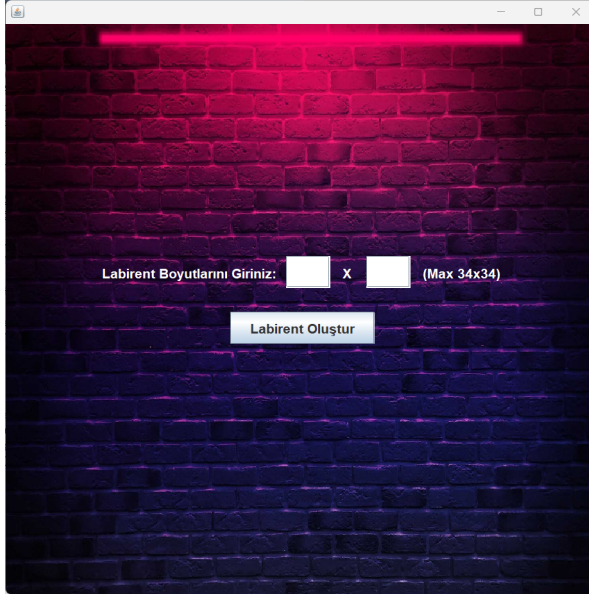 Labirent Boyutlarını Giriniz: X (Max 34x34)
Labirent Oluştur